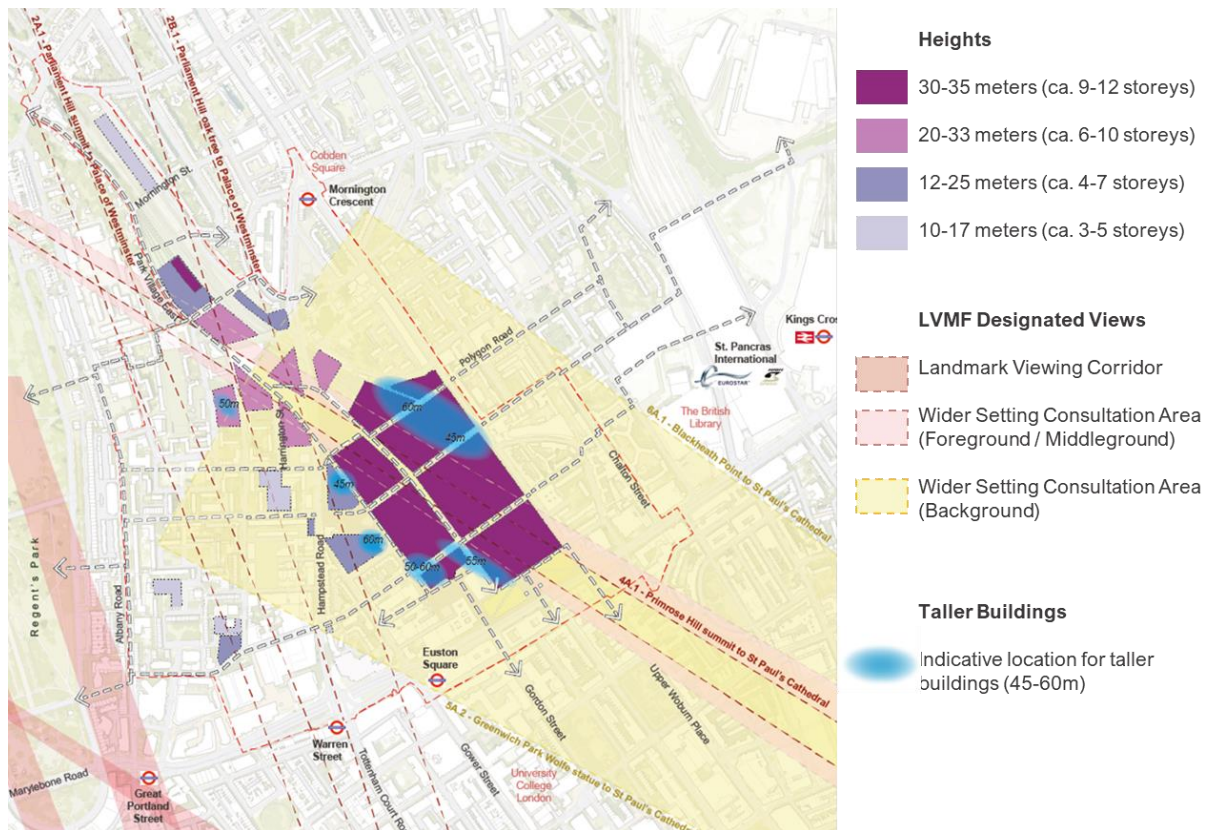 2A.1 - Parliament Hill summit to Palace of Westminster
2B.1 - Parliament Hill oak tree to Palace of Westminster
Cobden
Square
Mornington
Crescent
Mornington St.
Park Village East
Polygon Road
Kings Cros
St. Pancras
International
EUROSTAR
The British
Library
6A.1 - Blackheath Point to St Paul's Cathedral
Harrington St.
50m
60m
45m
45m
60m
50-60m
55m
Chalton Street
Hampstead Road
Albany Road
Regent's Park
4A.1 - Primrose Hill summit to St Paul's Cathedral
Euston
Square
Gordon Street
Upper Woburn Place
5A.2 - Greenwich Park Wolfe statue to St Paul's Cathed
Warren
Street
Tottenham Court Ro
Gower Street
University
College
London
Marylebone Road
Great
Portland
Street
Heights
30-35 meters (ca. 9-12 storeys)
20-33 meters (ca. 6-10 storeys)
12-25 meters (ca. 4-7 storeys)
10-17 meters (ca. 3-5 storeys)
LVMF Designated Views
Landmark Viewing Corridor
Wider Setting Consultation Area
(Foreground / Middleground)
Wider Setting Consultation Area
(Background)
Taller Buildings
Indicative location for taller
buildings (45-60m)